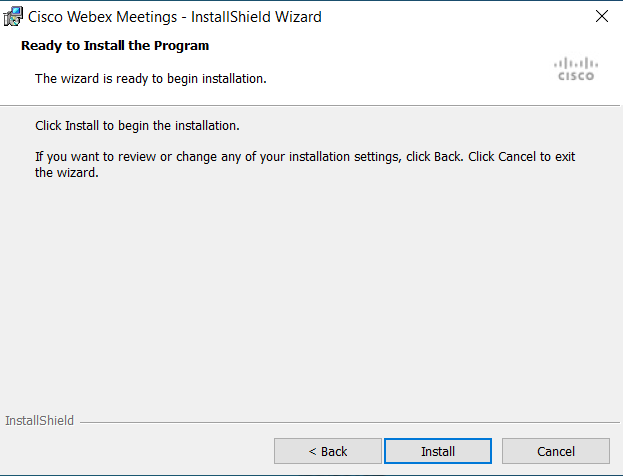 Cisco Webex Meetings - InstallShield Wizard
Ready to Install the Program
The wizard is ready to begin installation.
CISCO
Click Install to begin the installation.
If you want to review or change any of your installation settings, click Back. Click Cancel to exit
the wizard.
InstallShield
< Back
Install
Cancel